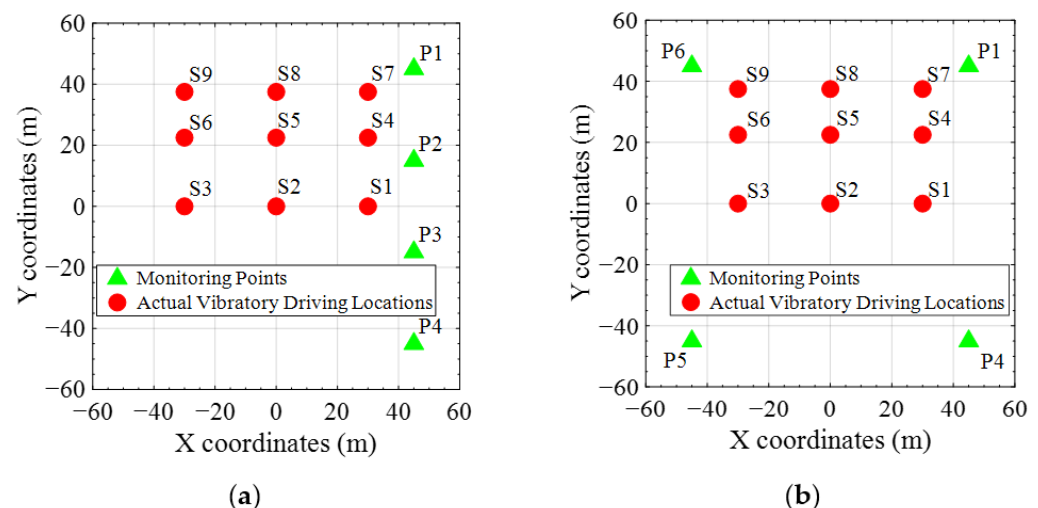 60
40
20
0
−20
−40
−60
−60 −40 −20 0 20 40 60
Y coordinates (m)
X coordinates (m)
P1
S9 S8 S7
S6 S5 S4
P2
S3 S2 S1
P3
Monitoring Points
Actual Vibratory Driving Locations
P4
(a)
60
40
20
0
−20
−40
−60
−60 −40 −20 0 20 40 60
Y coordinates (m)
X coordinates (m)
P6 P1
S9 S8 S7
S6 S5 S4
S3 S2 S1
Monitoring Points
Actual Vibratory Driving Locations
P5 P4
(b)